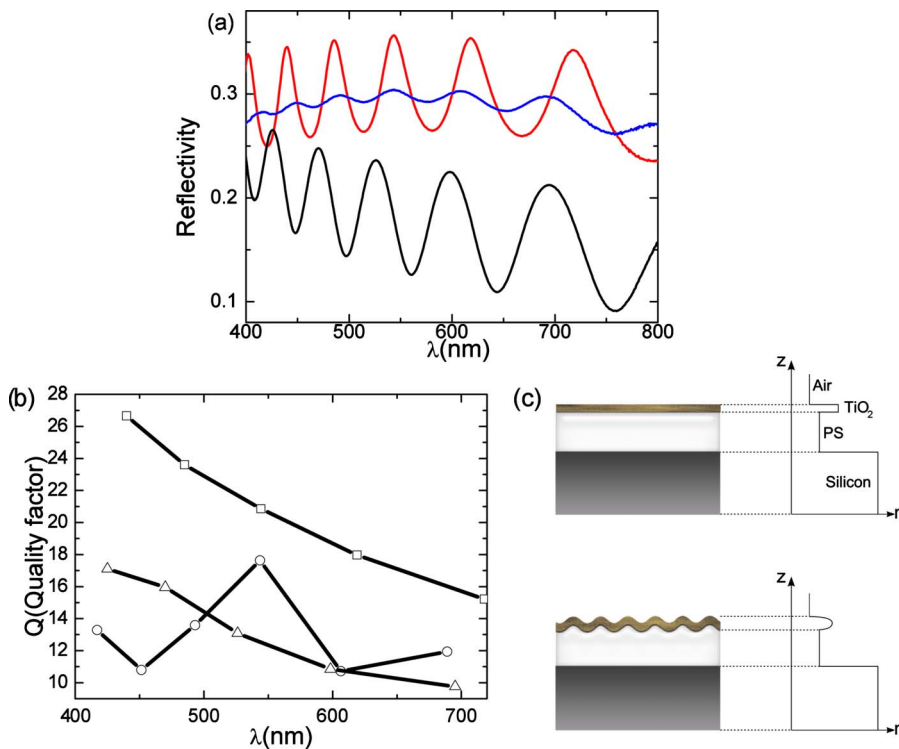 (a)
Reflectivity
0.3
0.2
0.1
400 500 600 700 800
λ(nm)
(b)
Q(Quality factor)
28
26
24
22
20
18
16
14
12
10
400 500 600 700
λ(nm)
(c)
z
Air
TiO₂
PS
Silicon
n
z